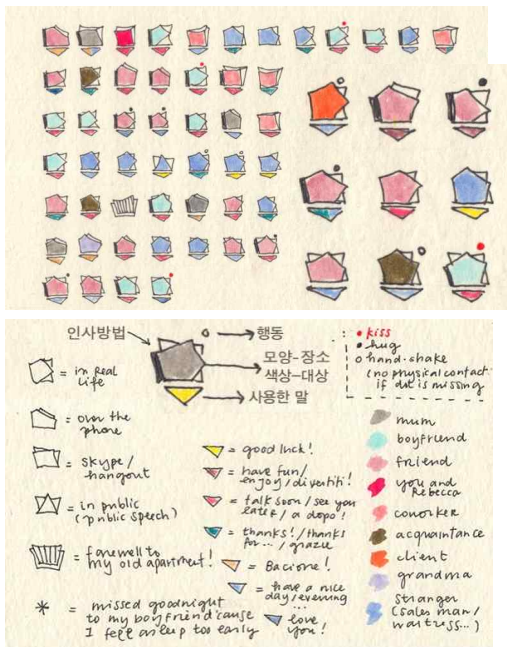 인사방법
행동
모양-장소
색상-대상
사용한 말
• kiss
• hug
o hand-shake
(no physical contact
if dot is missing
= in real
life
= over the
phone
= skype/
hangout
= in public
(public speech)
= farewell to
my old apartment!
* = missed goodnight
to my boyfriend 'cause
I fell asleep too early
= good luck!
= have fun/
enjoy/divertiti!
= talk soon/see you
later/a dopo!
= thanks!/thanks
for.../grazie
= Bacione!
= have a nice
day/evening
...
= love
you!
mum
boyfriend
friend
you and
Rebecca
coworker
acquaintance
client
grandma
stranger
(sales man/
waitress...)